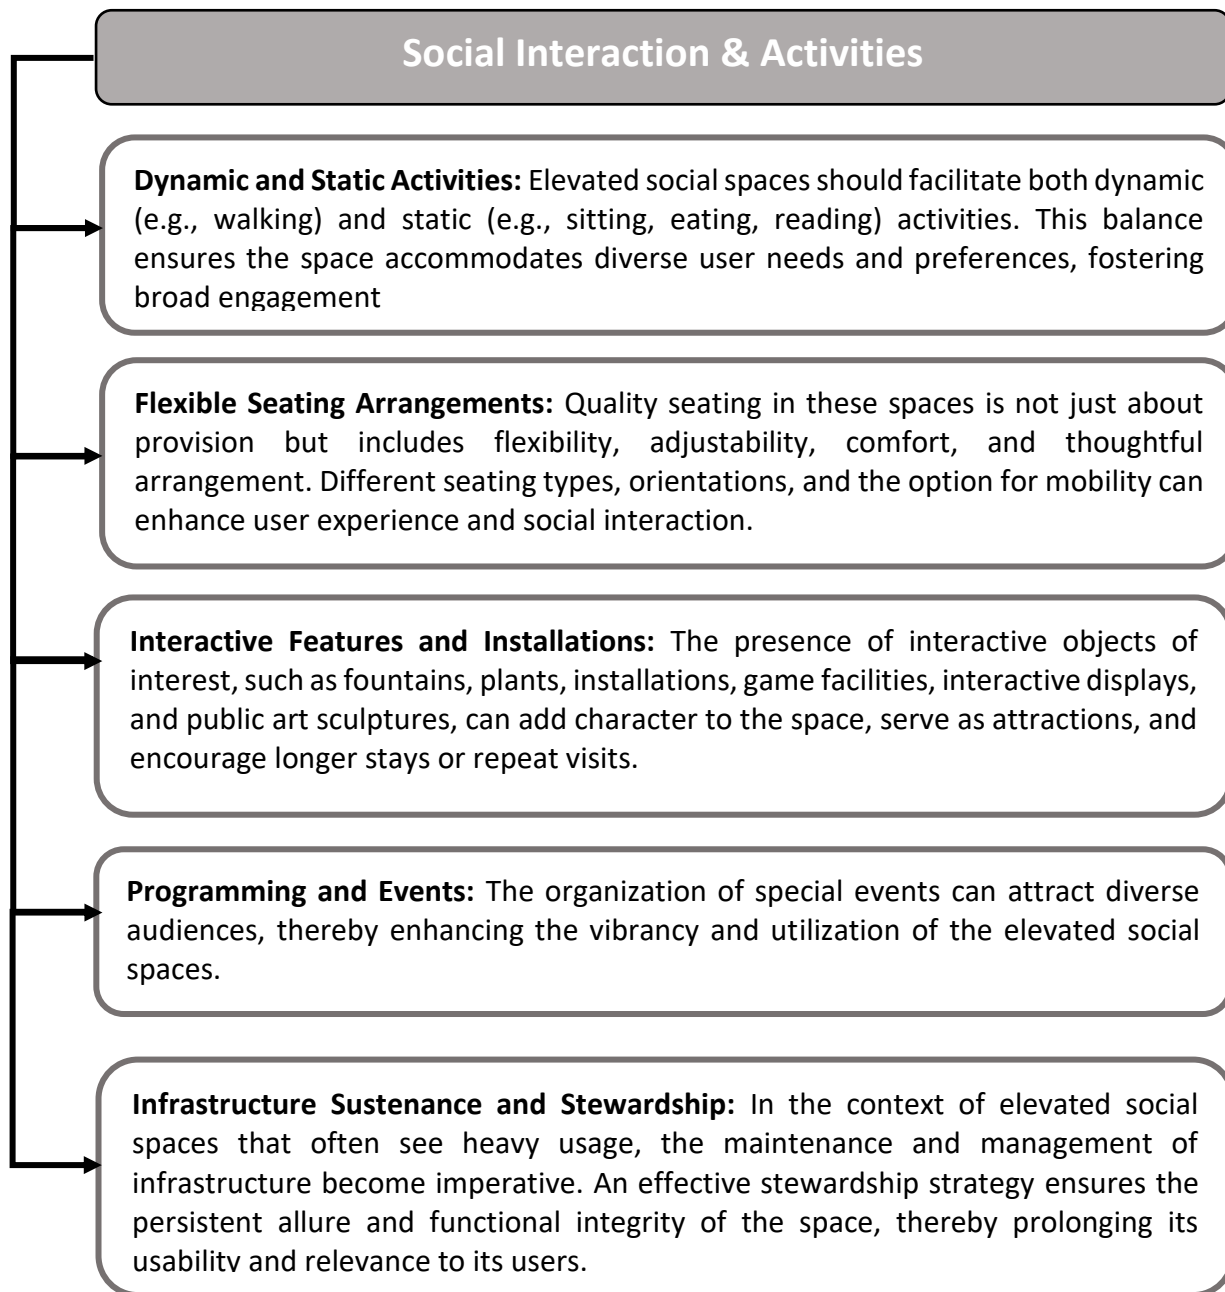 Social Interaction & Activities
Dynamic and Static Activities: Elevated social spaces should facilitate both dynamic
(e.g., walking) and static (e.g., sitting, eating, reading) activities. This balance
ensures the space accommodates diverse user needs and preferences, fostering
broad engagement
Flexible Seating Arrangements: Quality seating in these spaces is not just about
provision but includes flexibility, adjustability, comfort, and thoughtful
arrangement. Different seating types, orientations, and the option for mobility can
enhance user experience and social interaction.
Interactive Features and Installations: The presence of interactive objects of
interest, such as fountains, plants, installations, game facilities, interactive displays,
and public art sculptures, can add character to the space, serve as attractions, and
encourage longer stays or repeat visits.
Programming and Events: The organization of special events can attract diverse
audiences, thereby enhancing the vibrancy and utilization of the elevated social
spaces.
Infrastructure Sustenance and Stewardship: In the context of elevated social
spaces that often see heavy usage, the maintenance and management of
infrastructure become imperative. An effective stewardship strategy ensures the
persistent allure and functional integrity of the space, thereby prolonging its
usability and relevance to its users.